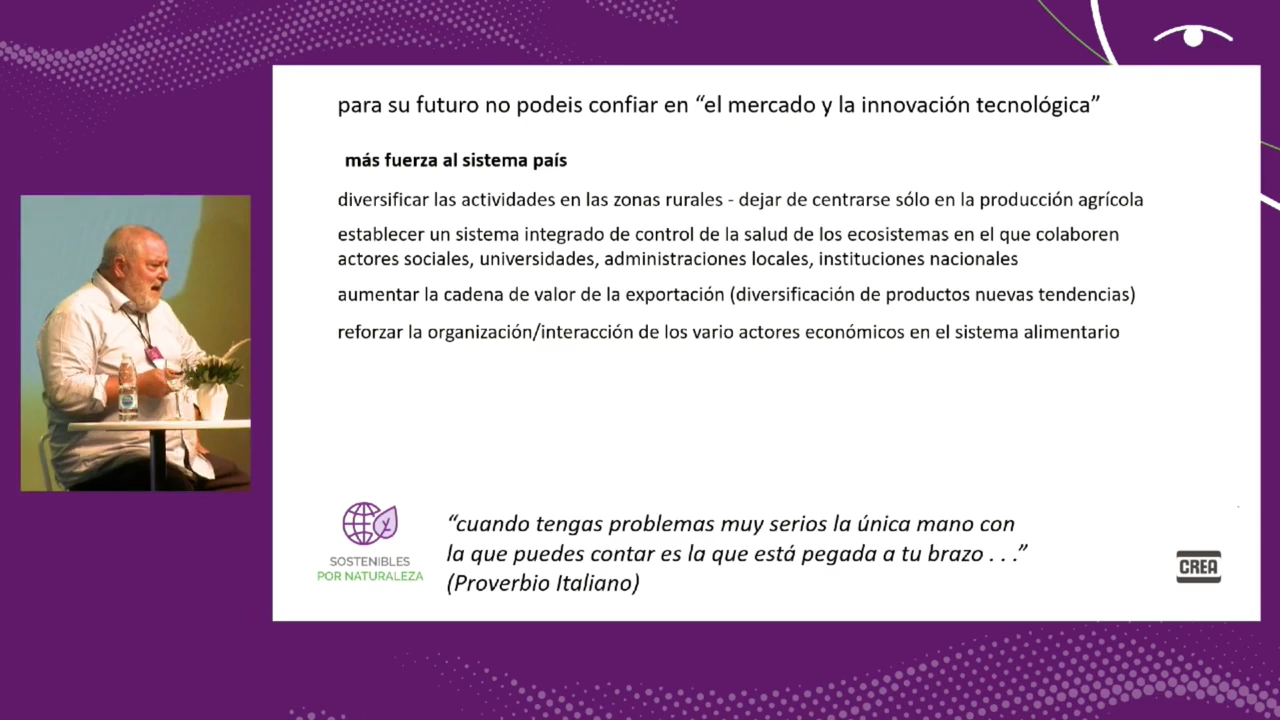 para su futuro no podeis confiar en “el mercado y la innovación tecnológica”
más fuerza al sistema país
diversificar las actividades en las zonas rurales - dejar de centrarse sólo en la producción agrícola
establecer un sistema integrado de control de la salud de los ecosistemas en el que colaboren
actores sociales, universidades, administraciones locales, instituciones nacionales
aumentar la cadena de valor de la exportación (diversificación de productos nuevas tendencias)
reforzar la organización/interacción de los vario actores económicos en el sistema alimentario
“cuando tengas problemas muy serios la única mano con
la que puedes contar es la que está pegada a tu brazo . . .”
(Proverbio Italiano)
SOSTENIBLES
POR NATURALEZA
CREA